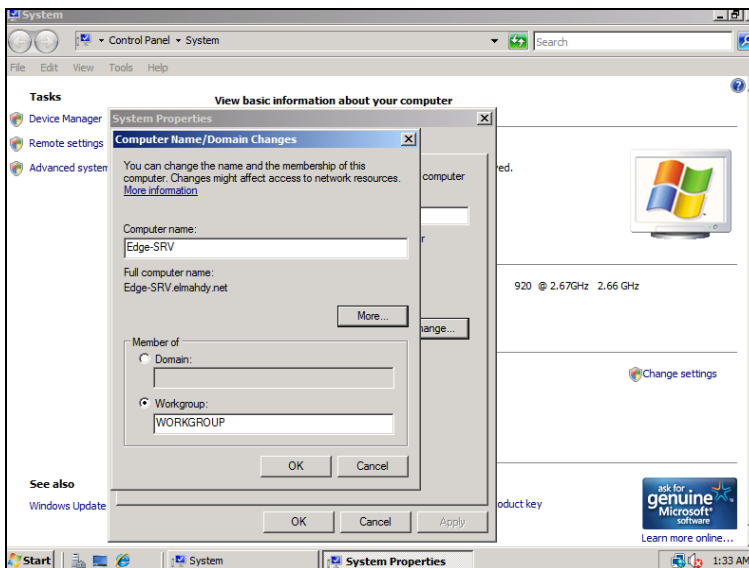 System
Control Panel
System
Search
File Edit View Tools Help
Tasks
Device Manager
Remote settings
Advanced system
View basic information about your computer
System Properties
Computer Name/Domain Changes
You can change the name and the membership of this
computer. Changes might affect access to network resources.
More information
Computer name:
Edge-SRV
Full computer name:
Edge-SRV.elmahdy.net
More...
Member of
Domain:
Workgroup:
WORKGROUP
OK Cancel
computer
r
ange...
OK Cancel Apply
ved.
920 @ 2.67GHz 2.66 GHz
Change settings
oduct key
See also
Windows Update
ask for
genuine
Microsoft®
software
Learn more online...
Start
System
System Properties
1:33 AM